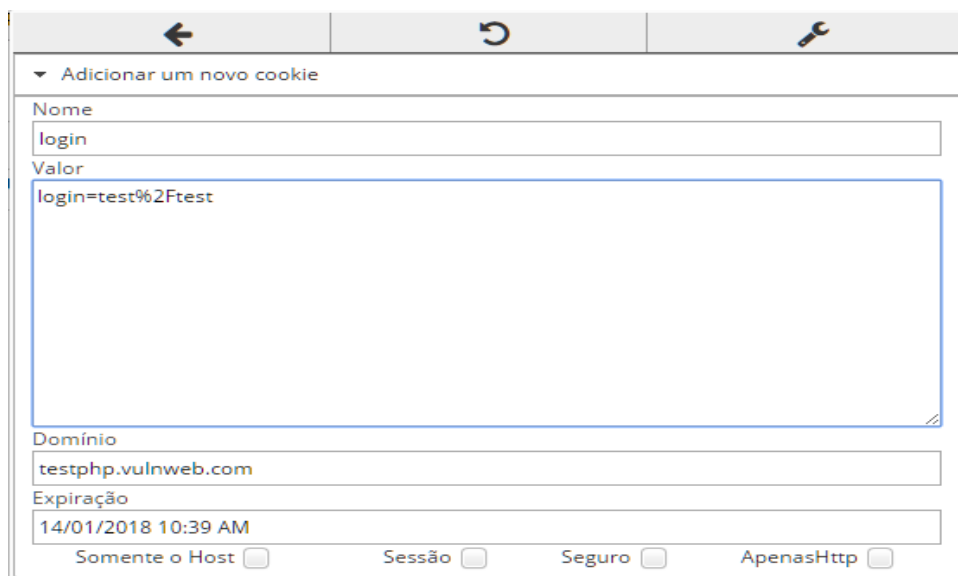 Adicionar um novo cookie
Nome
login
Valor
login=test%2Ftest
Domínio
testphp.vulnweb.com
Expiração
14/01/2018 10:39 AM
Somente o Host Sessão Seguro ApenasHttp